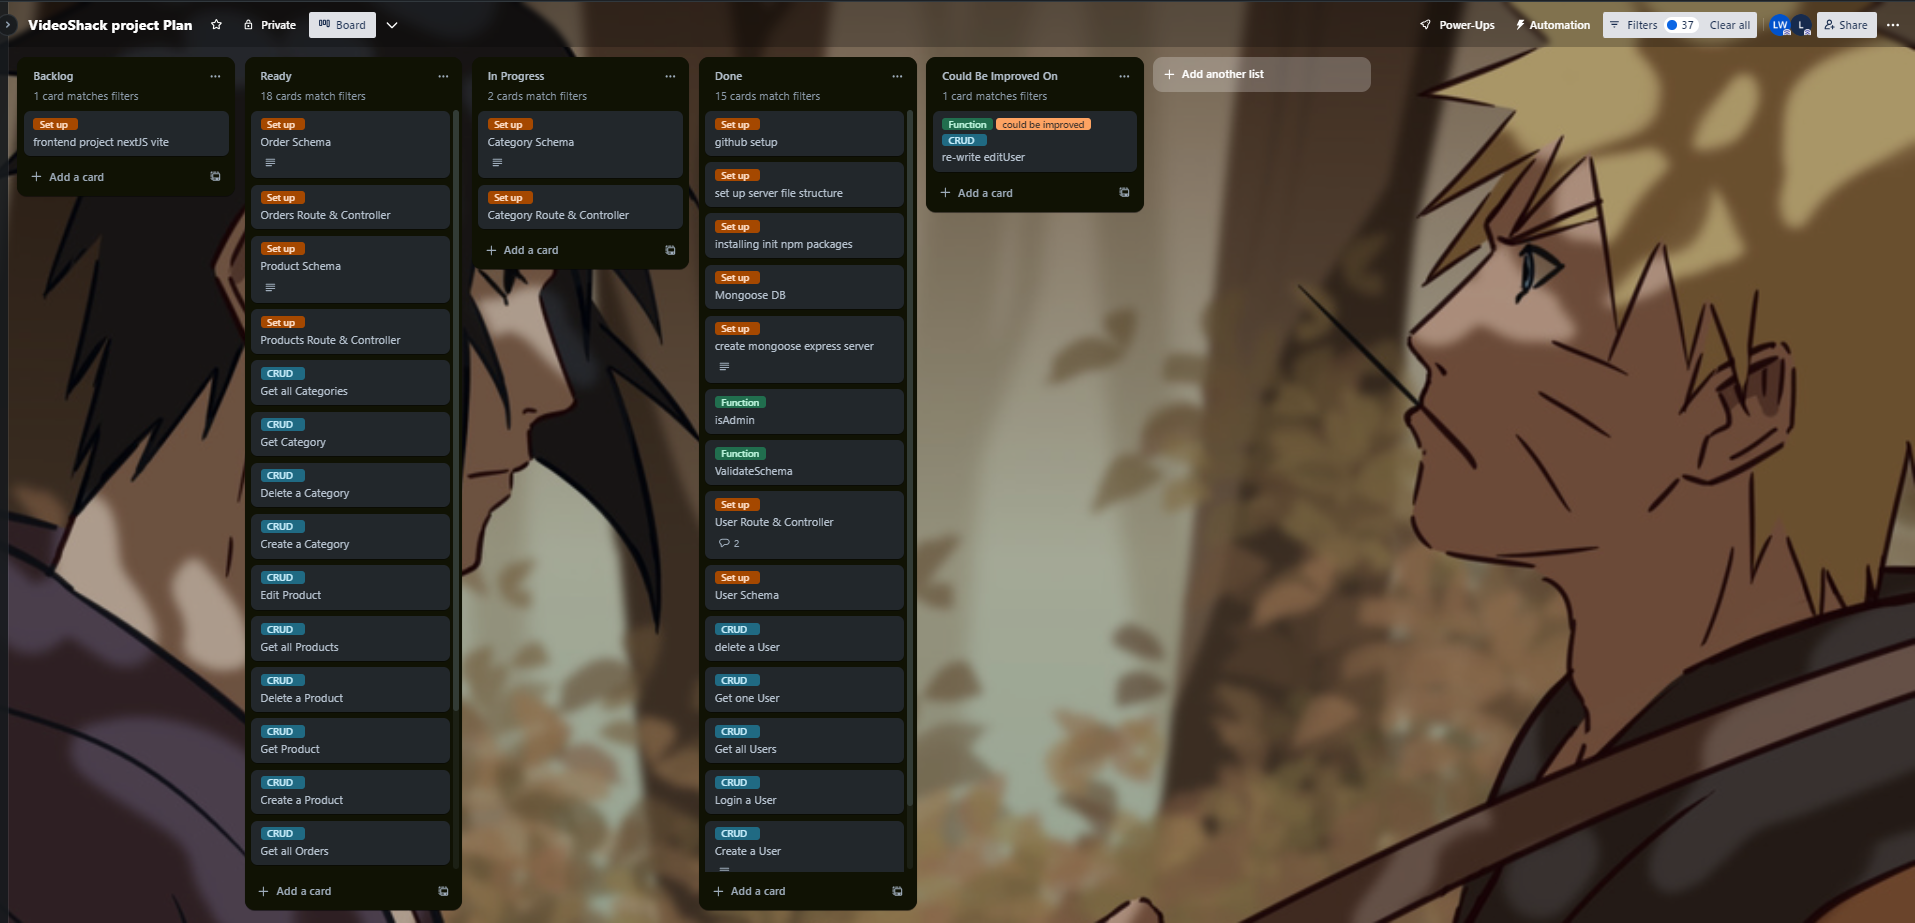 VideoShack project Plan
Private
Board
Power-Ups
Automation
Filters
37
Clear all
LW
L
Share
Backlog
1 card matches filters
Set up
frontend project nextJS vite
Add a card
Ready
18 cards match filters
Set up
Order Schema
Set up
Orders Route & Controller
Set up
Product Schema
Set up
Products Route & Controller
CRUD
Get all Categories
CRUD
Get Category
CRUD
Delete a Category
CRUD
Create a Category
CRUD
Edit Product
CRUD
Get all Products
CRUD
Delete a Product
CRUD
Get Product
CRUD
Create a Product
CRUD
Get all Orders
Add a card
In Progress
2 cards match filters
Set up
Category Schema
Set up
Category Route & Controller
Add a card
Done
15 cards match filters
Set up
github setup
Set up
set up server file structure
Set up
installing init npm packages
Set up
Mongoose DB
Set up
create mongoose express server
Function
isAdmin
Function
ValidateSchema
Set up
User Route & Controller
2
Set up
User Schema
CRUD
delete a User
CRUD
Get one User
CRUD
Get all Users
CRUD
Login a User
CRUD
Create a User
Add a card
Could Be Improved On
1 card matches filters
Function could be improved
CRUD
re-write editUser
Add a card
Add another list